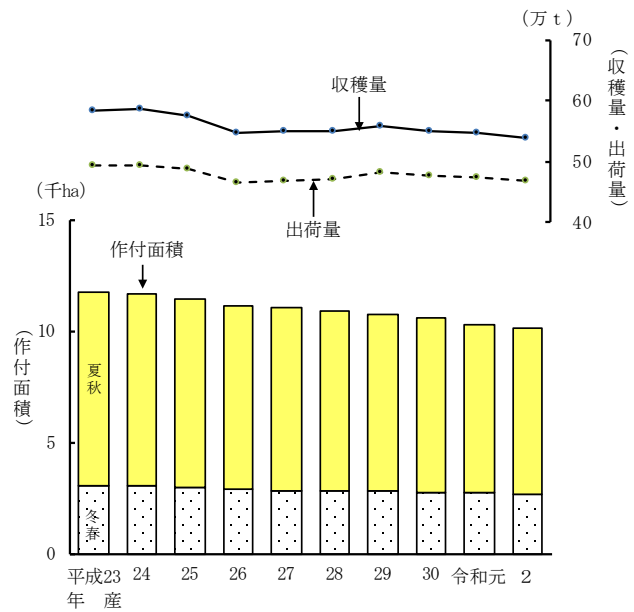 （万ｔ）
70
60
50
40
（収穫量・出荷量）
収穫量
出荷量
（千ha）
15
10
5
0
（作付面積）
作付面積
夏秋
冬春
平成23 24 25 26 27 28 29 30 令和元 2
年 産